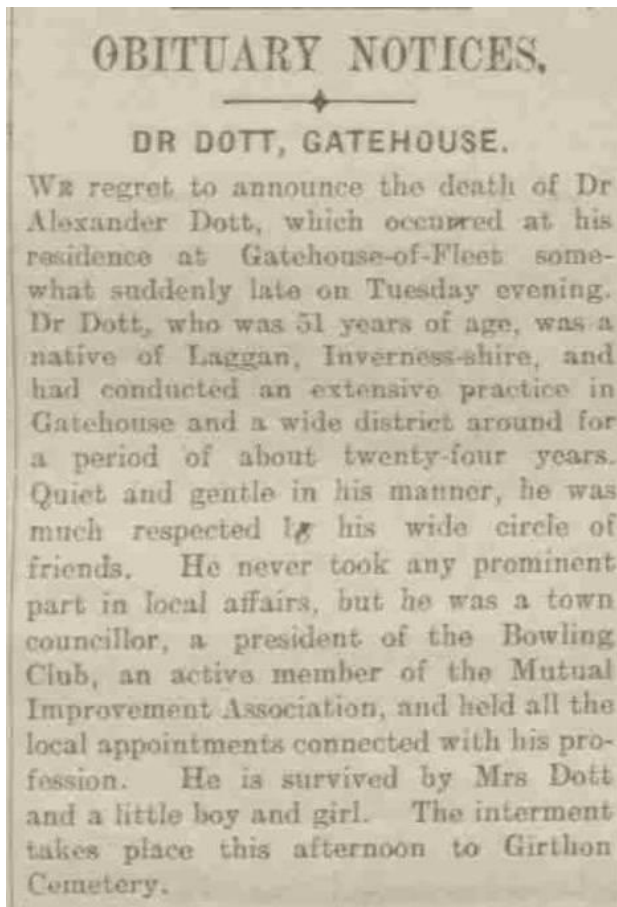 OBITUARY NOTICES.
DR DOTT, GATEHOUSE.
WE regret to announce the death of Dr
Alexander Dott, which occurred at his
residence at Gatehouse-of-Fleet some-
what suddenly late on Tuesday evening.
Dr Dott, who was 51 years of age, was a
native of Laggan, Inverness-shire, and
had conducted an extensive practice in
Gatehouse and a wide district around for
a period of about twenty-four years.
Quiet and gentle in his manner, he was
much respected by his wide circle of
friends. He never took any prominent
part in local affairs, but he was a town
councillor, a president of the Bowling
Club, an active member of the Mutual
Improvement Association, and held all the
local appointments connected with his pro-
fession. He is survived by Mrs Dott
and a little boy and girl. The interment
takes place this afternoon to Girthon
Cemetery.